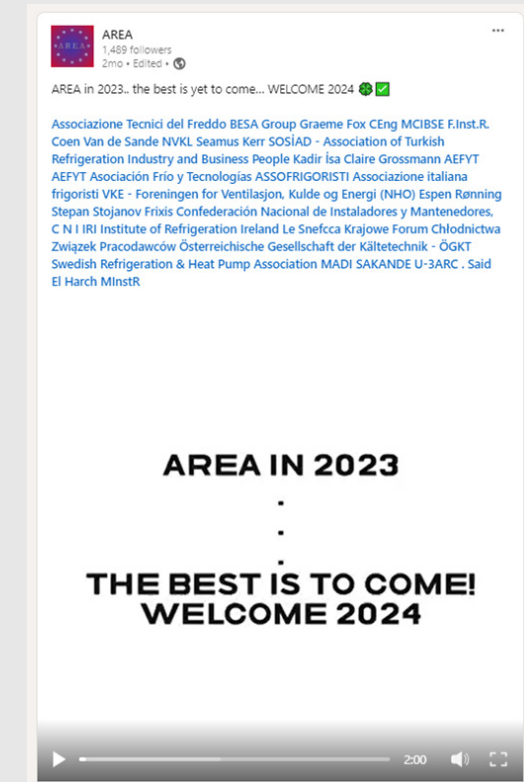 AREA
AREA
1,489 followers
2mo • Edited •
AREA in 2023.. the best is yet to come... WELCOME 2024 🍀 ✅
Associazione Tecnici del Freddo BESA Group Graeme Fox CEng MCIBSE F.Inst.R.
Coen Van de Sande NVKL Seamus Kerr SOSİAD - Association of Turkish
Refrigeration Industry and Business People Kadir İsa Claire Grossmann AEFYT
AEFYT Asociación Frío y Tecnologías ASSOFRIGORISTI Associazione italiana
frigoristi VKE - Foreningen for Ventilasjon, Kulde og Energi (NHO) Espen Rønning
Stepan Stojanov Frixis Confederación Nacional de Instaladores y Mantenedores,
C N I IRI Institute of Refrigeration Ireland Le Snefcca Krajowe Forum Chłodnictwa
Związek Pracodawców Österreichische Gesellschaft der Kältetechnik - ÖGKT
Swedish Refrigeration & Heat Pump Association MADI SAKANDE U-3ARC . Said
El Harch MInstR
AREA IN 2023
.
.
.
THE BEST IS TO COME!
WELCOME 2024
2:00